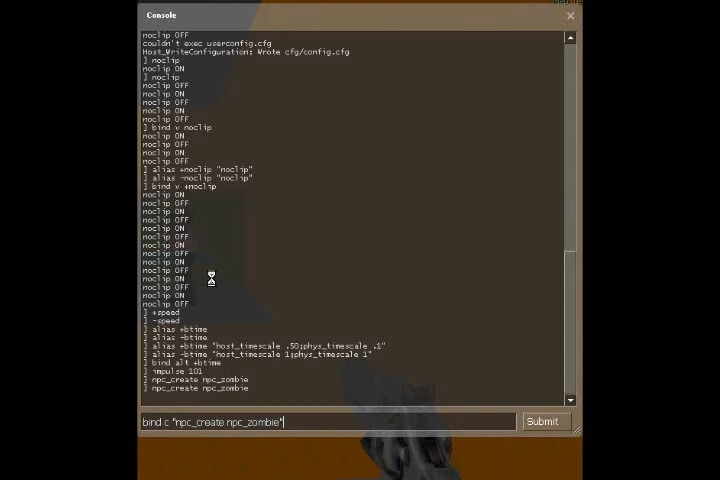 Console
noclip OFF
couldn't exec userconfig.cfg
Host_WriteConfiguration: Wrote cfg/config.cfg
] noclip
noclip ON
] noclip
noclip OFF
noclip ON
noclip OFF
noclip ON
noclip OFF
] bind v noclip
noclip ON
noclip OFF
noclip ON
noclip OFF
] alias +noclip "noclip"
] alias -noclip "noclip"
] bind v +noclip
noclip ON
noclip OFF
noclip ON
noclip OFF
noclip ON
noclip OFF
noclip ON
noclip OFF
noclip ON
noclip OFF
noclip ON
noclip OFF
noclip ON
noclip OFF
] +speed
] -speed
] alias +btime
] alias -btime
] alias +btime "host_timescale .50;phys_timescale .1"
] alias -btime "host_timescale 1;phys_timescale 1"
] bind alt +btime
] impulse 101
] npc_create npc_zombie
] npc_create npc_zombie
bind c "npc_create npc_zombie"
Submit